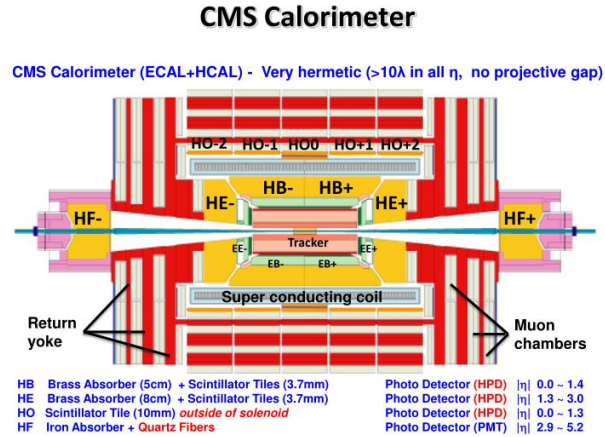 CMS Calorimeter
CMS Calorimeter (ECAL+HCAL) - Very hermetic (>10λ in all η, no projective gap)
HO-2 HO-1 HO0 HO+1 HO+2
HB- HB+
HE- HE+
HF- HF+
Tracker
EE- EE+
EB- EB+
Super conducting coil
Return
yoke
Muon
chambers
HB Brass Absorber (5cm) + Scintillator Tiles (3.7mm) Photo Detector (HPD) |η| 0.0 ~ 1.4
HE Brass Absorber (8cm) + Scintillator Tiles (3.7mm) Photo Detector (HPD) |η| 1.3 ~ 3.0
HO Scintillator Tile (10mm) outside of solenoid Photo Detector (HPD) |η| 0.0 ~ 1.3
HF Iron Absorber + Quartz Fibers Photo Detector (PMT) |η| 2.9 ~ 5.2